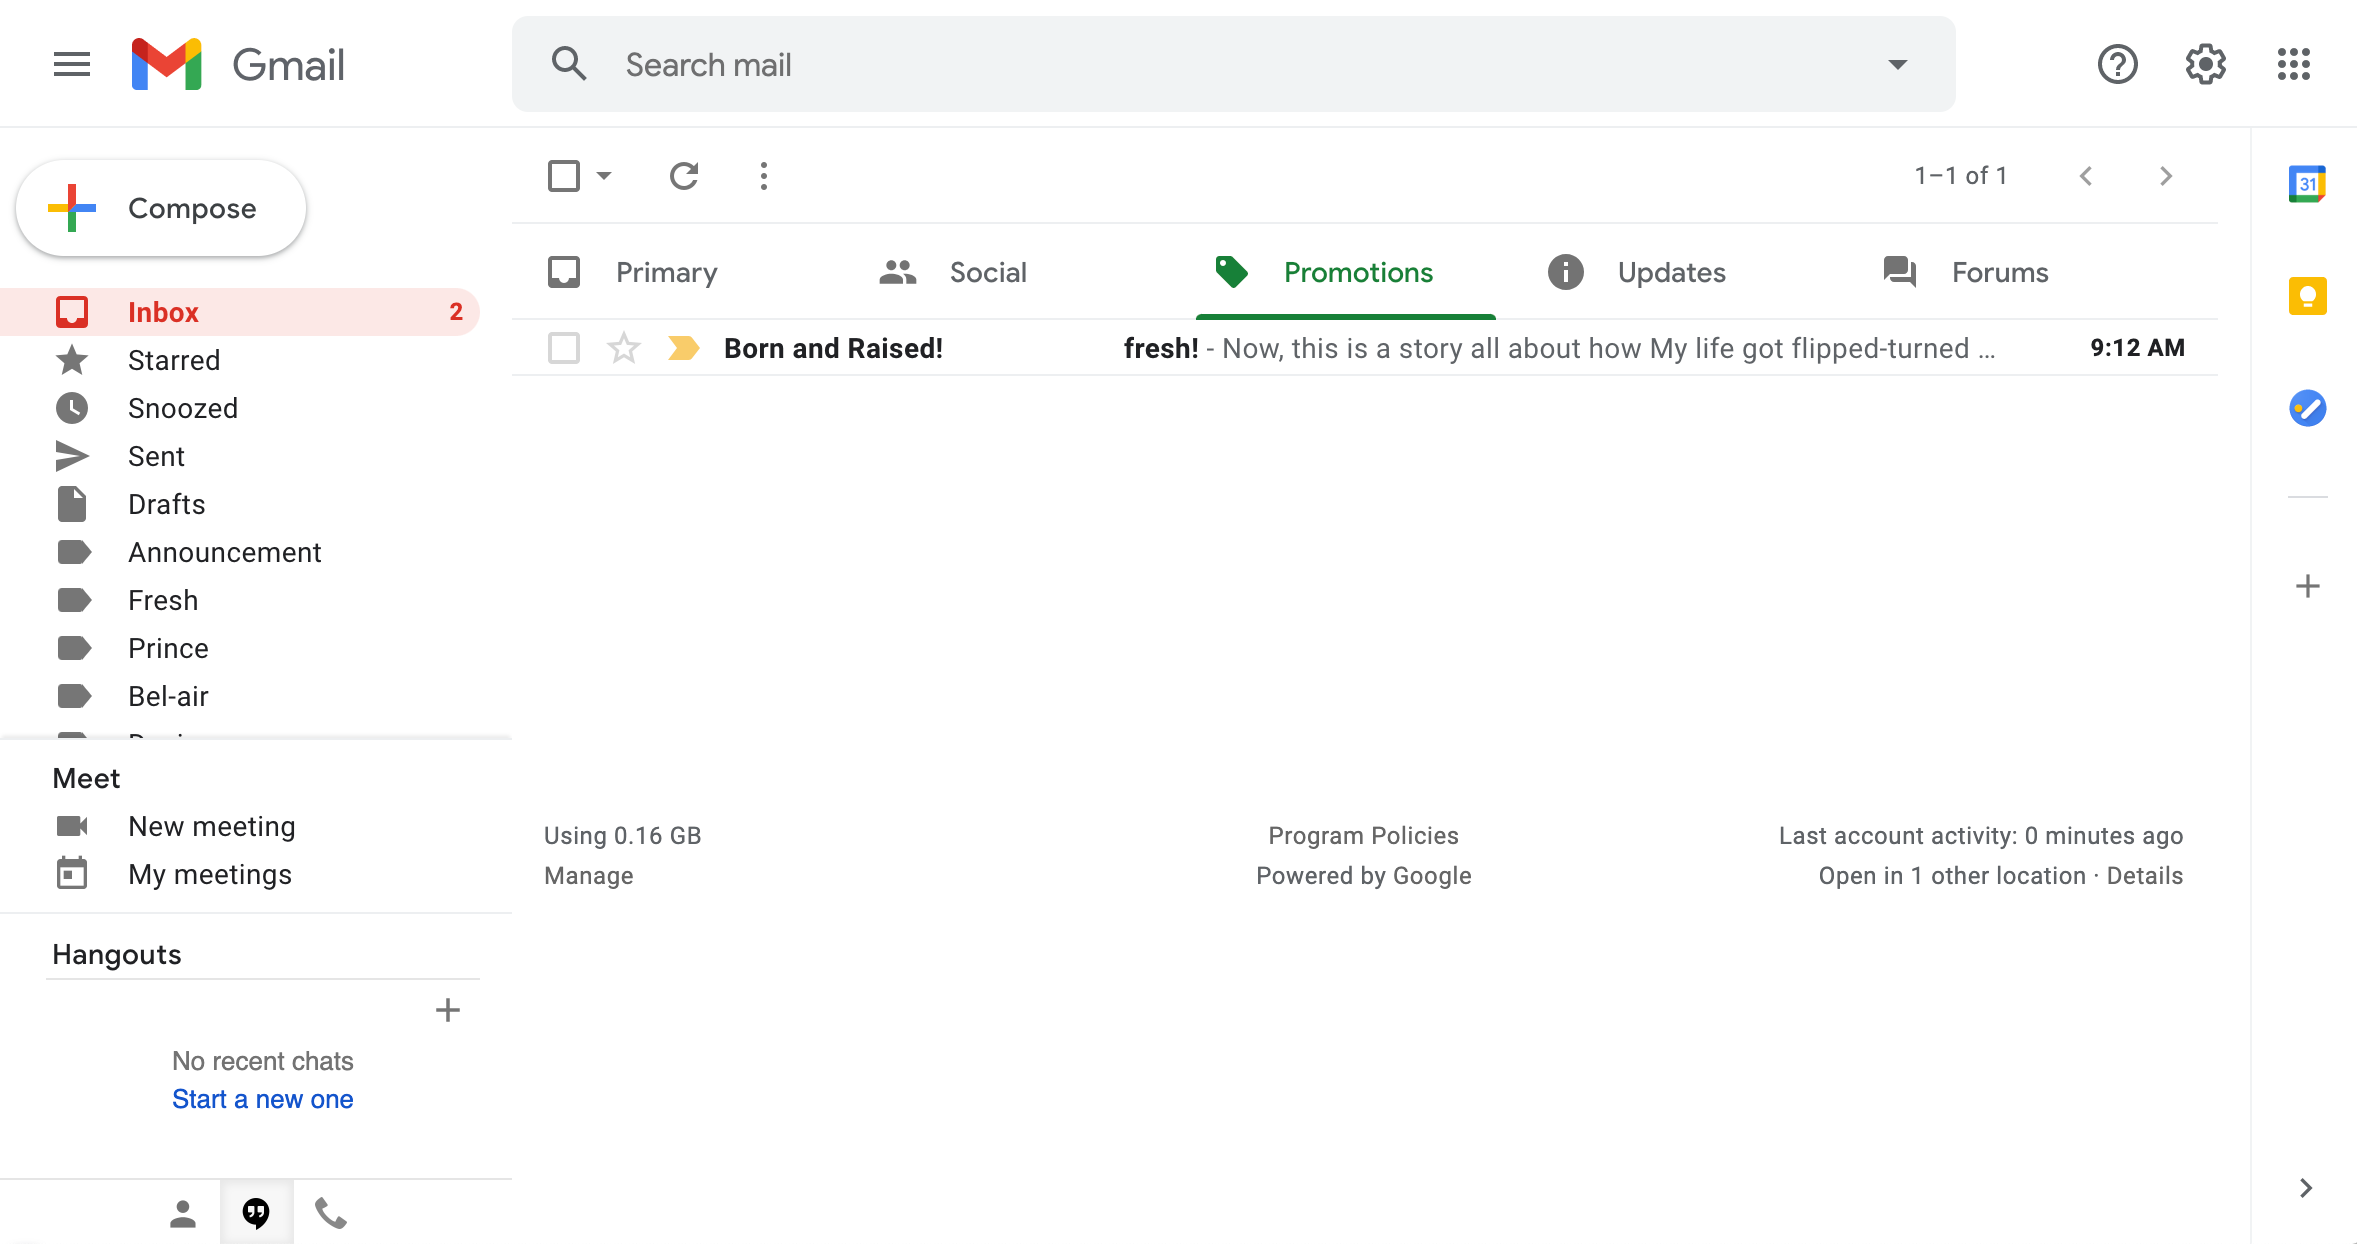 Gmail
Search mail
Compose
1–1 of 1
31
Primary
Social
Promotions
Updates
Forums
Inbox 2
Born and Raised! fresh! - Now, this is a story all about how My life got flipped-turned ... 9:12 AM
Starred
Snoozed
Sent
Drafts
Announcement
Fresh
Prince
Bel-air
Meet
New meeting
My meetings
Using 0.16 GB
Manage
Program Policies
Powered by Google
Last account activity: 0 minutes ago
Open in 1 other location · Details
Hangouts
No recent chats
Start a new one